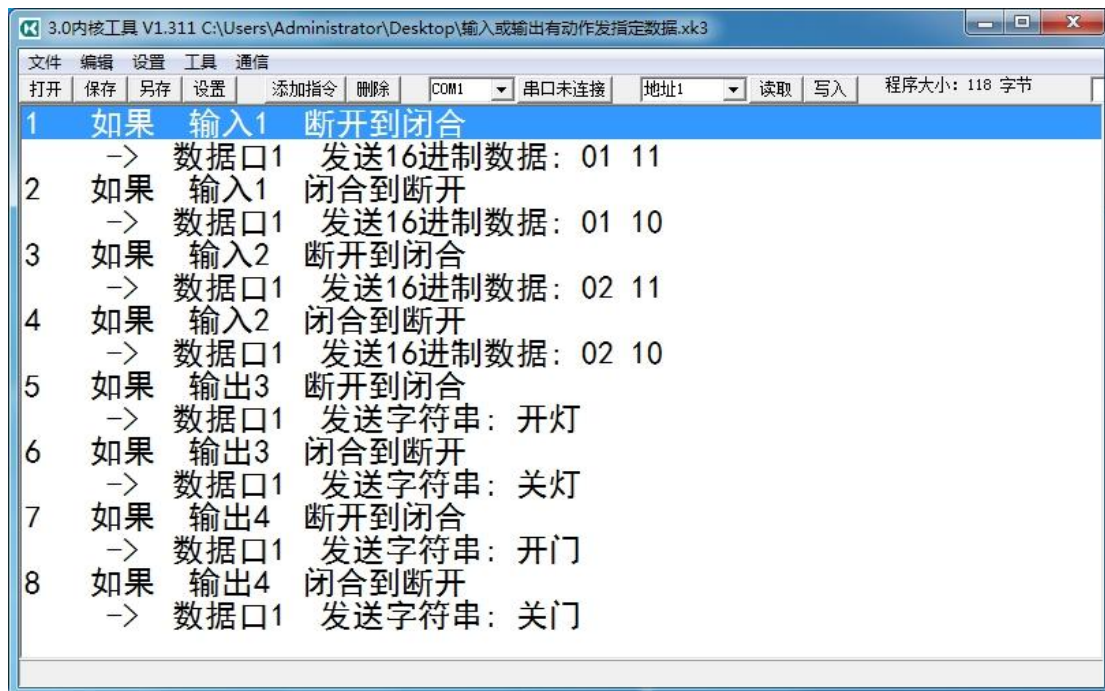 3.0内核工具 V1.311 C:\Users\Administrator\Desktop\输入或输出有动作发指定数据.xk3
文件 编辑 设置 工具 通信
打开 保存 另存 设置 添加指令 删除 COM1 串口未连接 地址1 读取 写入 程序大小: 118 字节
1 如果 输入1 断开到闭合
-> 数据口1 发送16进制数据: 01 11
2 如果 输入1 闭合到断开
-> 数据口1 发送16进制数据: 01 10
3 如果 输入2 断开到闭合
-> 数据口1 发送16进制数据: 02 11
4 如果 输入2 闭合到断开
-> 数据口1 发送16进制数据: 02 10
5 如果 输出3 断开到闭合
-> 数据口1 发送字符串: 开灯
6 如果 输出3 闭合到断开
-> 数据口1 发送字符串: 关灯
7 如果 输出4 断开到闭合
-> 数据口1 发送字符串: 开门
8 如果 输出4 闭合到断开
-> 数据口1 发送字符串: 关门